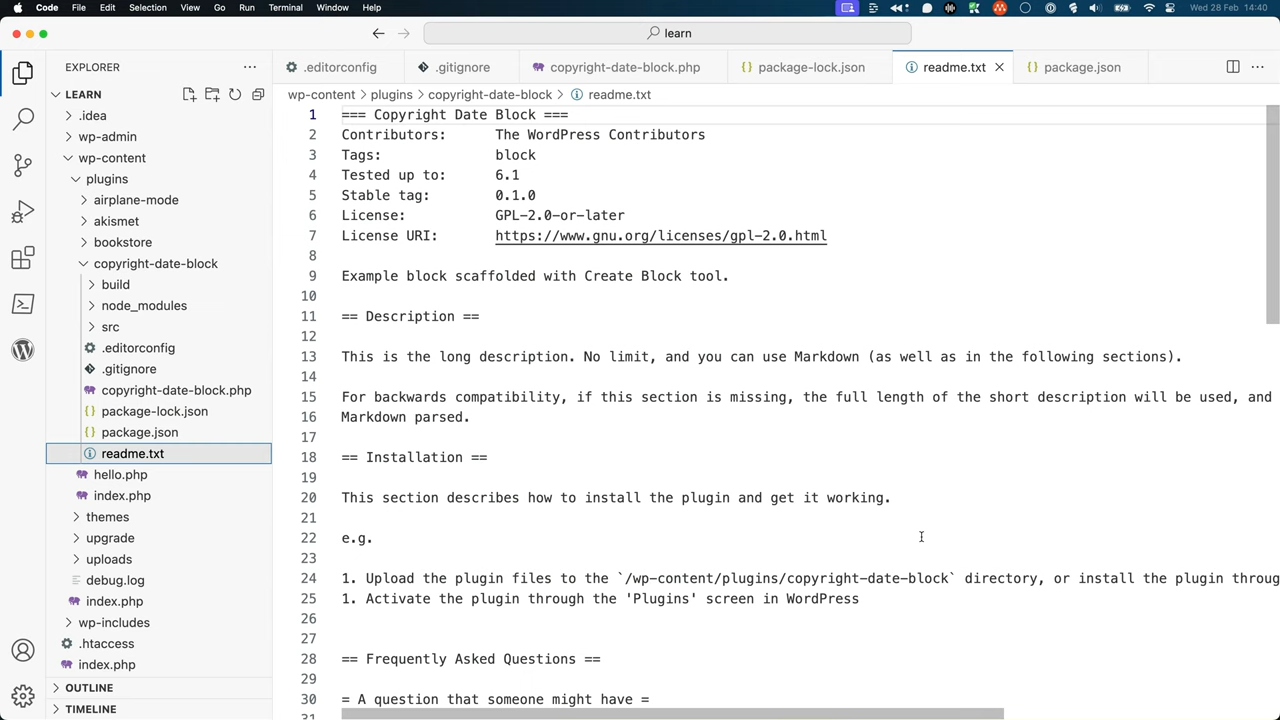 Code File Edit Selection View Go Run Terminal Window Help Wed 28 Feb 14:40
learn
EXPLORER
.editorconfig .gitignore copyright-date-block.php package-lock.json readme.txt package.json
LEARN
wp-content > plugins > copyright-date-block > readme.txt
.idea
wp-admin
wp-content
plugins
airplane-mode
akismet
bookstore
copyright-date-block
build
node_modules
src
.editorconfig
.gitignore
copyright-date-block.php
package-lock.json
package.json
readme.txt
hello.php
index.php
themes
upgrade
uploads
debug.log
index.php
wp-includes
.htaccess
index.php
OUTLINE
TIMELINE
1 === Copyright Date Block ===
2 Contributors: The WordPress Contributors
3 Tags: block
4 Tested up to: 6.1
5 Stable tag: 0.1.0
6 License: GPL-2.0-or-later
7 License URI: https://www.gnu.org/licenses/gpl-2.0.html
8
9 Example block scaffolded with Create Block tool.
10
11 == Description ==
12
13 This is the long description. No limit, and you can use Markdown (as well as in the following sections).
14
15 For backwards compatibility, if this section is missing, the full length of the short description will be used, and
16 Markdown parsed.
17
18 == Installation ==
19
20 This section describes how to install the plugin and get it working.
21
22 e.g.
23
24 1. Upload the plugin files to the `/wp-content/plugins/copyright-date-block` directory, or install the plugin throug
25 1. Activate the plugin through the 'Plugins' screen in WordPress
26
27
28 == Frequently Asked Questions ==
29
30 = A question that someone might have =
31